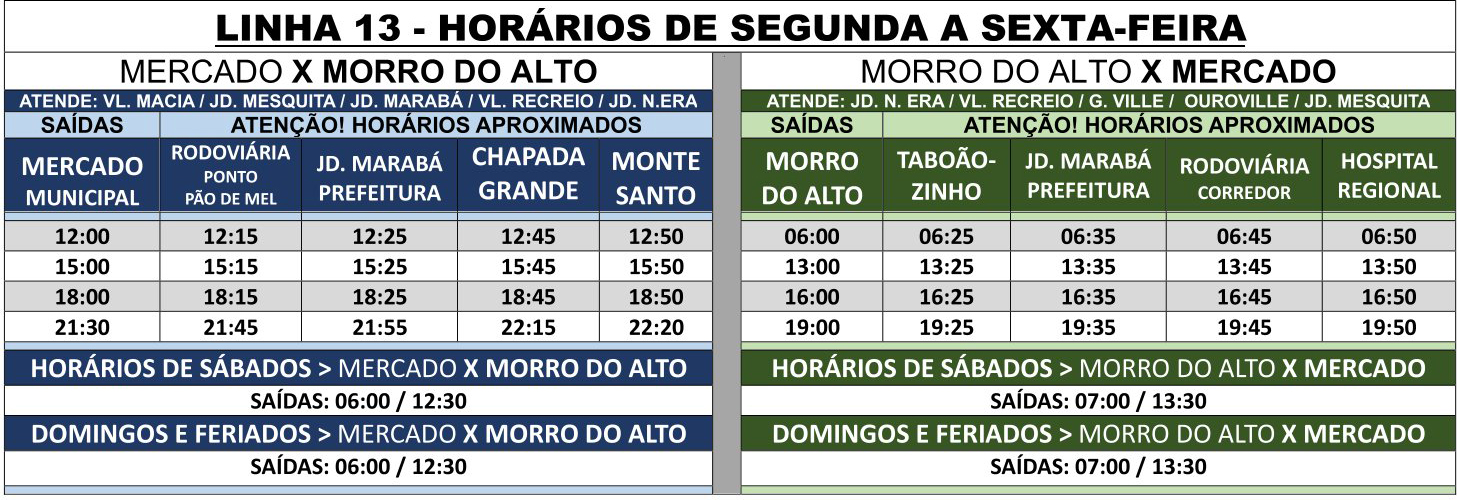 LINHA 13 - HORÁRIOS DE SEGUNDA A SEXTA-FEIRA
MERCADO X MORRO DO ALTO
ATENDE: VL. MACIA / JD. MESQUITA / JD. MARABÁ / VL. RECREIO / JD. N.ERA
SAÍDAS ATENÇÃO! HORÁRIOS APROXIMADOS
MERCADO MUNICIPAL RODOVIÁRIA PONTO PÃO DE MEL JD. MARABÁ PREFEITURA CHAPADA GRANDE MONTE SANTO
12:00 12:15 12:25 12:45 12:50
15:00 15:15 15:25 15:45 15:50
18:00 18:15 18:25 18:45 18:50
21:30 21:45 21:55 22:15 22:20
HORÁRIOS DE SÁBADOS > MERCADO X MORRO DO ALTO
SAÍDAS: 06:00 / 12:30
DOMINGOS E FERIADOS > MERCADO X MORRO DO ALTO
SAÍDAS: 06:00 / 12:30
MORRO DO ALTO X MERCADO
ATENDE: JD. N. ERA / VL. RECREIO / G. VILLE / OUROVILLE / JD. MESQUITA
SAÍDAS ATENÇÃO! HORÁRIOS APROXIMADOS
MORRO DO ALTO TABOÃO-ZINHO JD. MARABÁ PREFEITURA RODOVIÁRIA CORREDOR HOSPITAL REGIONAL
06:00 06:25 06:35 06:45 06:50
13:00 13:25 13:35 13:45 13:50
16:00 16:25 16:35 16:45 16:50
19:00 19:25 19:35 19:45 19:50
HORÁRIOS DE SÁBADOS > MORRO DO ALTO X MERCADO
SAÍDAS: 07:00 / 13:30
DOMINGOS E FERIADOS > MORRO DO ALTO X MERCADO
SAÍDAS: 07:00 / 13:30